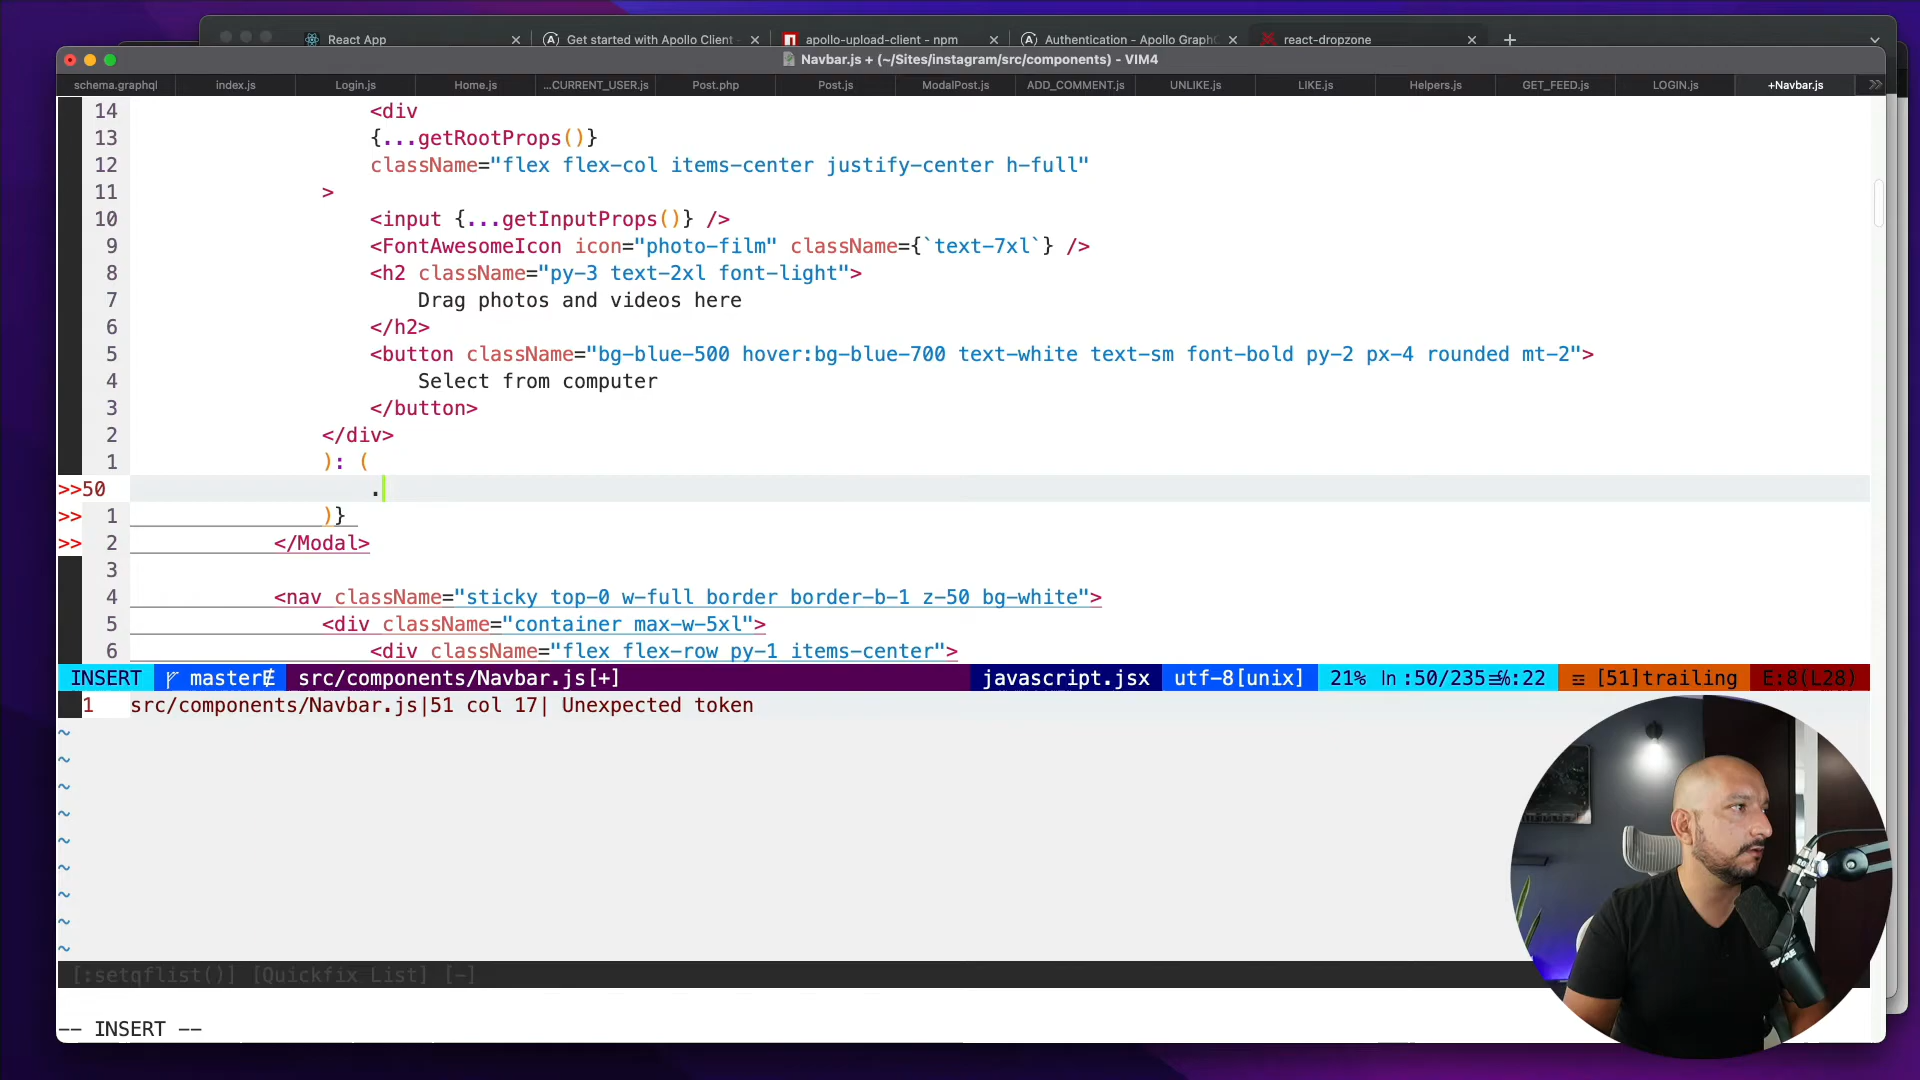 React App
Get started with Apollo Client -
apollo-upload-client - npm
Authentication - Apollo Graph
react-dropzone
Navbar.js + (~/Sites/instagram/src/components) - VIM4
schema.graphql
index.js
Login.js
Home.js
...CURRENT_USER.js
Post.php
Post.js
ModalPost.js
ADD_COMMENT.js
UNLIKE.js
LIKE.js
Helpers.js
GET_FEED.js
LOGIN.js
+Navbar.js
14 <div
13 {...getRootProps()}
12 className="flex flex-col items-center justify-center h-full"
11 >
10 <input {...getInputProps()} />
9 <FontAwesomeIcon icon="photo-film" className={`text-7xl`} />
8 <h2 className="py-3 text-2xl font-light">
7 Drag photos and videos here
6 </h2>
5 <button className="bg-blue-500 hover:bg-blue-700 text-white text-sm font-bold py-2 px-4 rounded mt-2">
4 Select from computer
3 </button>
2 </div>
1 ): (
>>50 .
>> 1 )}
>> 2 </Modal>
3
4 <nav className="sticky top-0 w-full border border-b-1 z-50 bg-white">
5 <div className="container max-w-5xl">
6 <div className="flex flex-row py-1 items-center">
INSERT master src/components/Navbar.js[+] javascript.jsx utf-8[unix] 21% ln :50/235 :22 [51]trailing E:8(L28)
1 src/components/Navbar.js|51 col 17| Unexpected token
~
~
~
~
~
~
~
~
~
[:setqflist()] [Quickfix List] [-]
-- INSERT --